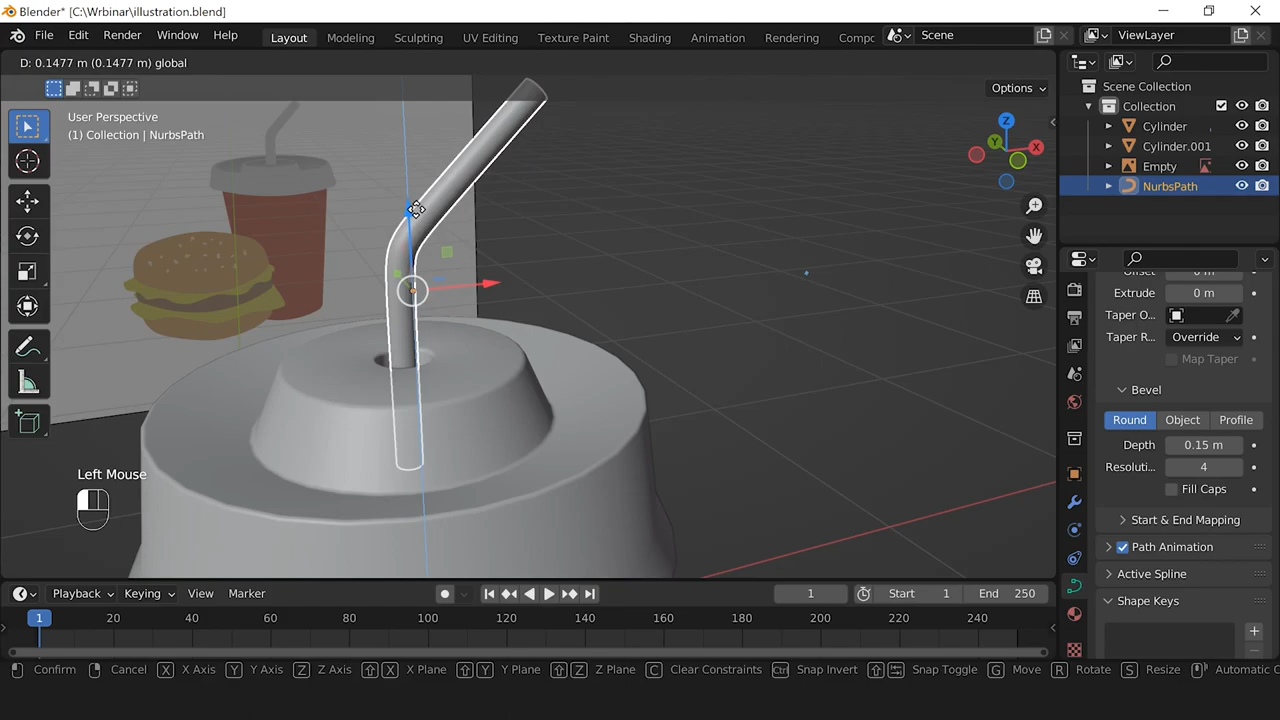 Blender* [C:\Wrbinar\illustration.blend]
File Edit Render Window Help Layout Modeling Sculpting UV Editing Texture Paint Shading Animation Rendering Compc Scene ViewLayer
D: 0.1477 m (0.1477 m) global
Options
User Perspective
(1) Collection | NurbsPath
Z
Y
X
Scene Collection
Collection
Cylinder
Cylinder.001
Empty
NurbsPath
Offset 0 m
Extrude 0 m
Taper O...
Taper R... Override
Map Taper
Bevel
Round Object Profile
Depth 0.15 m
Resoluti... 4
Fill Caps
Start & End Mapping
Path Animation
Active Spline
Shape Keys
Left Mouse
Playback Keying View Marker 1 Start 1 End 250
1 20 40 60 80 100 120 140 160 180 200 220 240
Confirm Cancel X X Axis Y Y Axis Z Z Axis X X Plane Y Y Plane Z Z Plane C Clear Constraints Ctrl Snap Invert Snap Toggle G Move R Rotate S Resize Automatic C